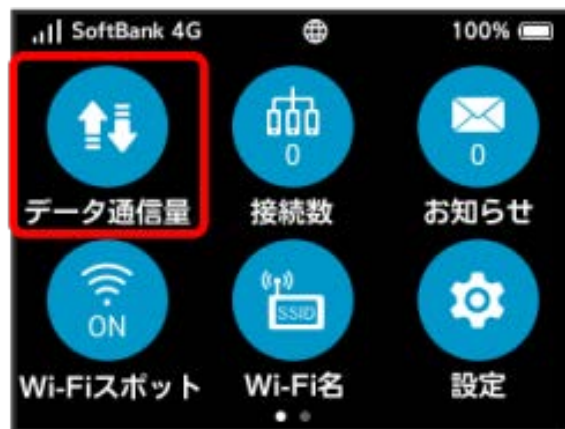 SoftBank 4G 100%
0 0
データ通信量 接続数 お知らせ
ON SSID
Wi-Fiスポット Wi-Fi名 設定